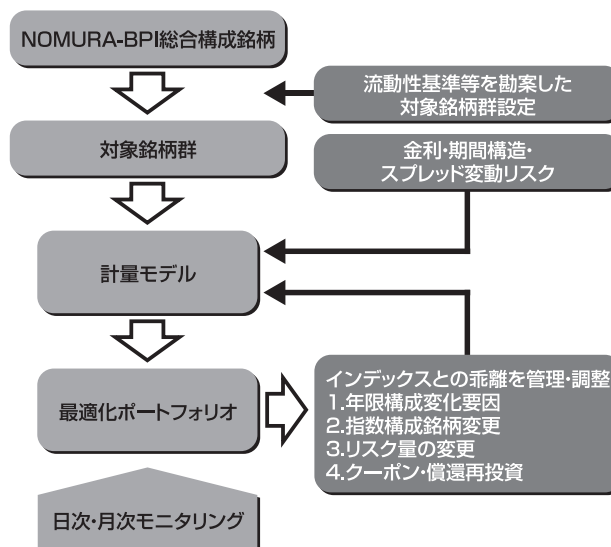 NOMURA-BPI総合構成銘柄
流動性基準等を勘案した
対象銘柄群設定
対象銘柄群
金利・期間構造・
スプレッド変動リスク
計量モデル
最適化ポートフォリオ
インデックスとの乖離を管理・調整
1.年限構成変化要因
2.指数構成銘柄変更
3.リスク量の変更
4.クーポン・償還再投資
日次・月次モニタリング